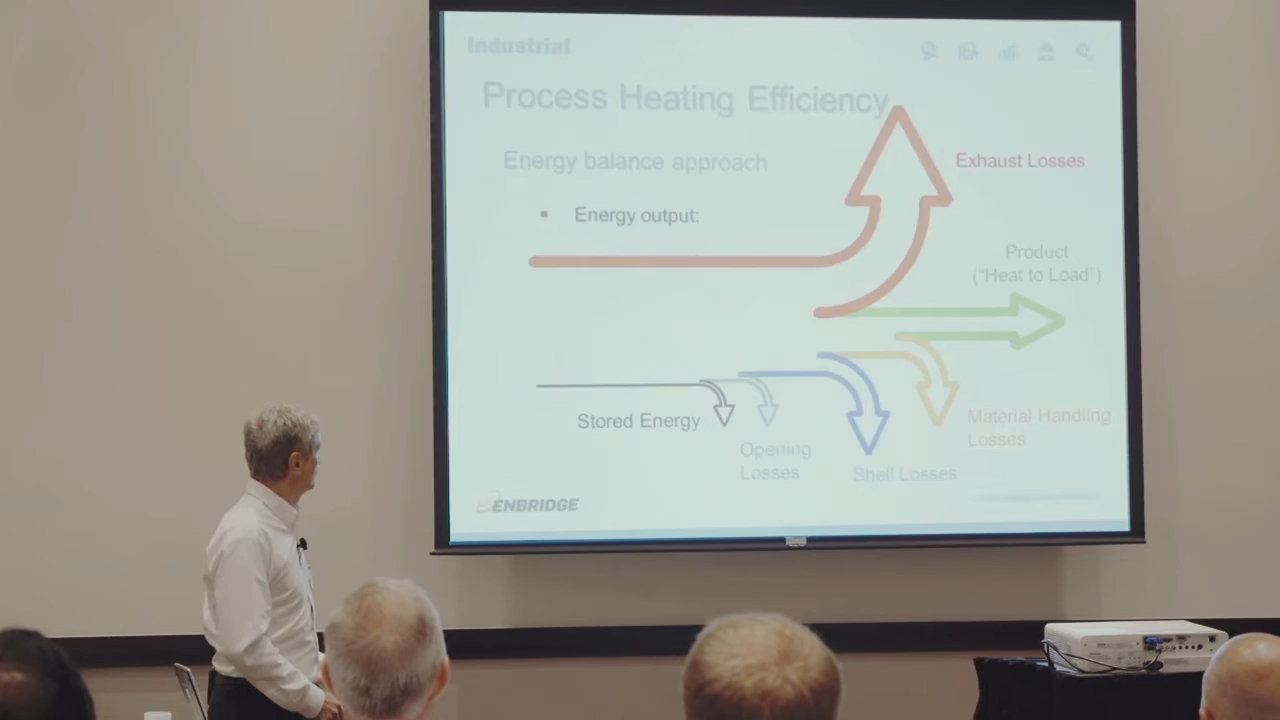 Industrial
Process Heating Efficiency
Energy balance approach
▪ Energy output:
Exhaust Losses
Product
("Heat to Load")
Stored Energy
Opening
Losses
Shell Losses
Material Handling
Losses
ENBRIDGE